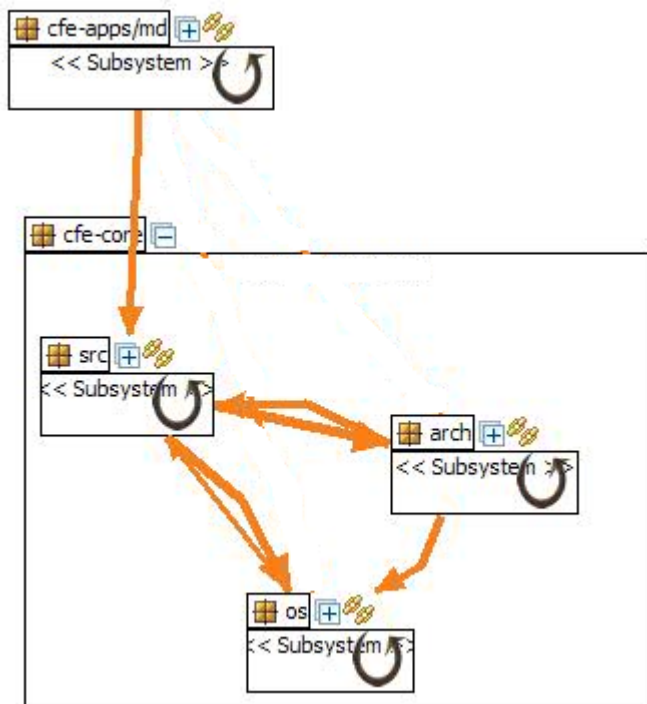 cfe-apps/md
<< Subsystem >>
cfe-core
src
<< Subsystem >>
arch
<< Subsystem >>
os
<< Subsystem >>